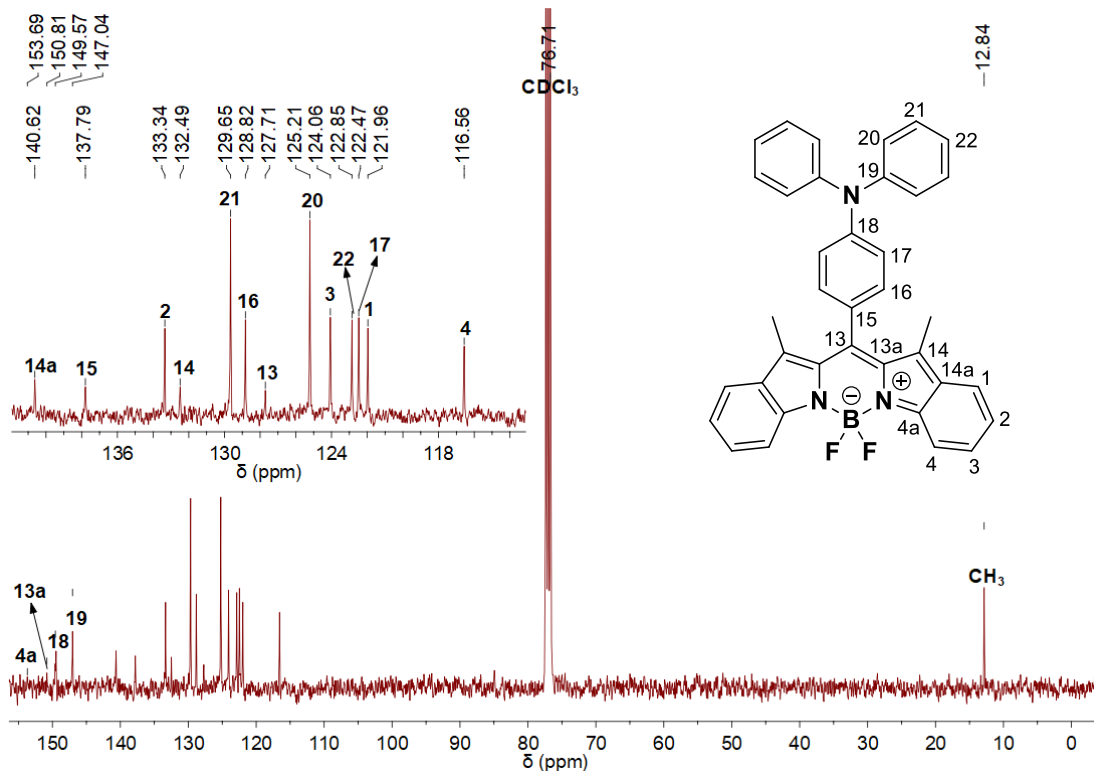 153.69
150.81
149.57
147.04
76.71
12.84
CDCl₃
140.62
137.79
133.34
132.49
129.65
128.82
127.71
125.21
124.06
122.85
122.47
121.96
116.56
14a
15
2
14
21
16
13
20
3
22
17
1
4
136 128 124 118
δ (ppm)
21
20
22
19
N
18
17
16
15
13
13a
14
14a
1
⊕
⊖
N
B
N
2
4a
F
F
4
3
13a
4a
18
19
CH₃
150 140 130 120 110 100 90 80 70 60 50 40 30 20 10 0
δ (ppm)